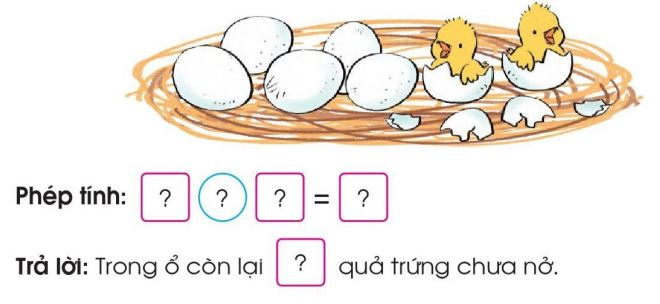 Phép tính: ? ? ? = ?
Trả lời: Trong ổ còn lại ? quả trứng chưa nở.